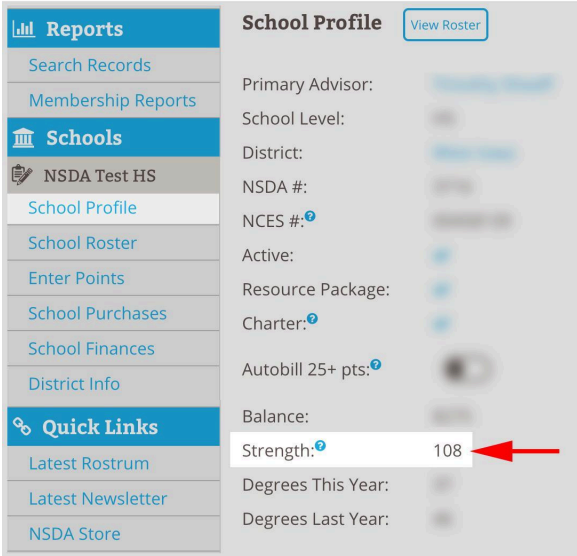 Reports
Search Records
Membership Reports
Schools
NSDA Test HS
School Profile
School Roster
Enter Points
School Purchases
School Finances
District Info
Quick Links
Latest Rostrum
Latest Newsletter
NSDA Store
School Profile
View Roster
Primary Advisor:
School Level:
District:
NSDA #:
NCES #:?
Active:
Resource Package:
Charter:?
Autobill 25+ pts:?
Balance:
Strength:? 108
Degrees This Year:
Degrees Last Year: